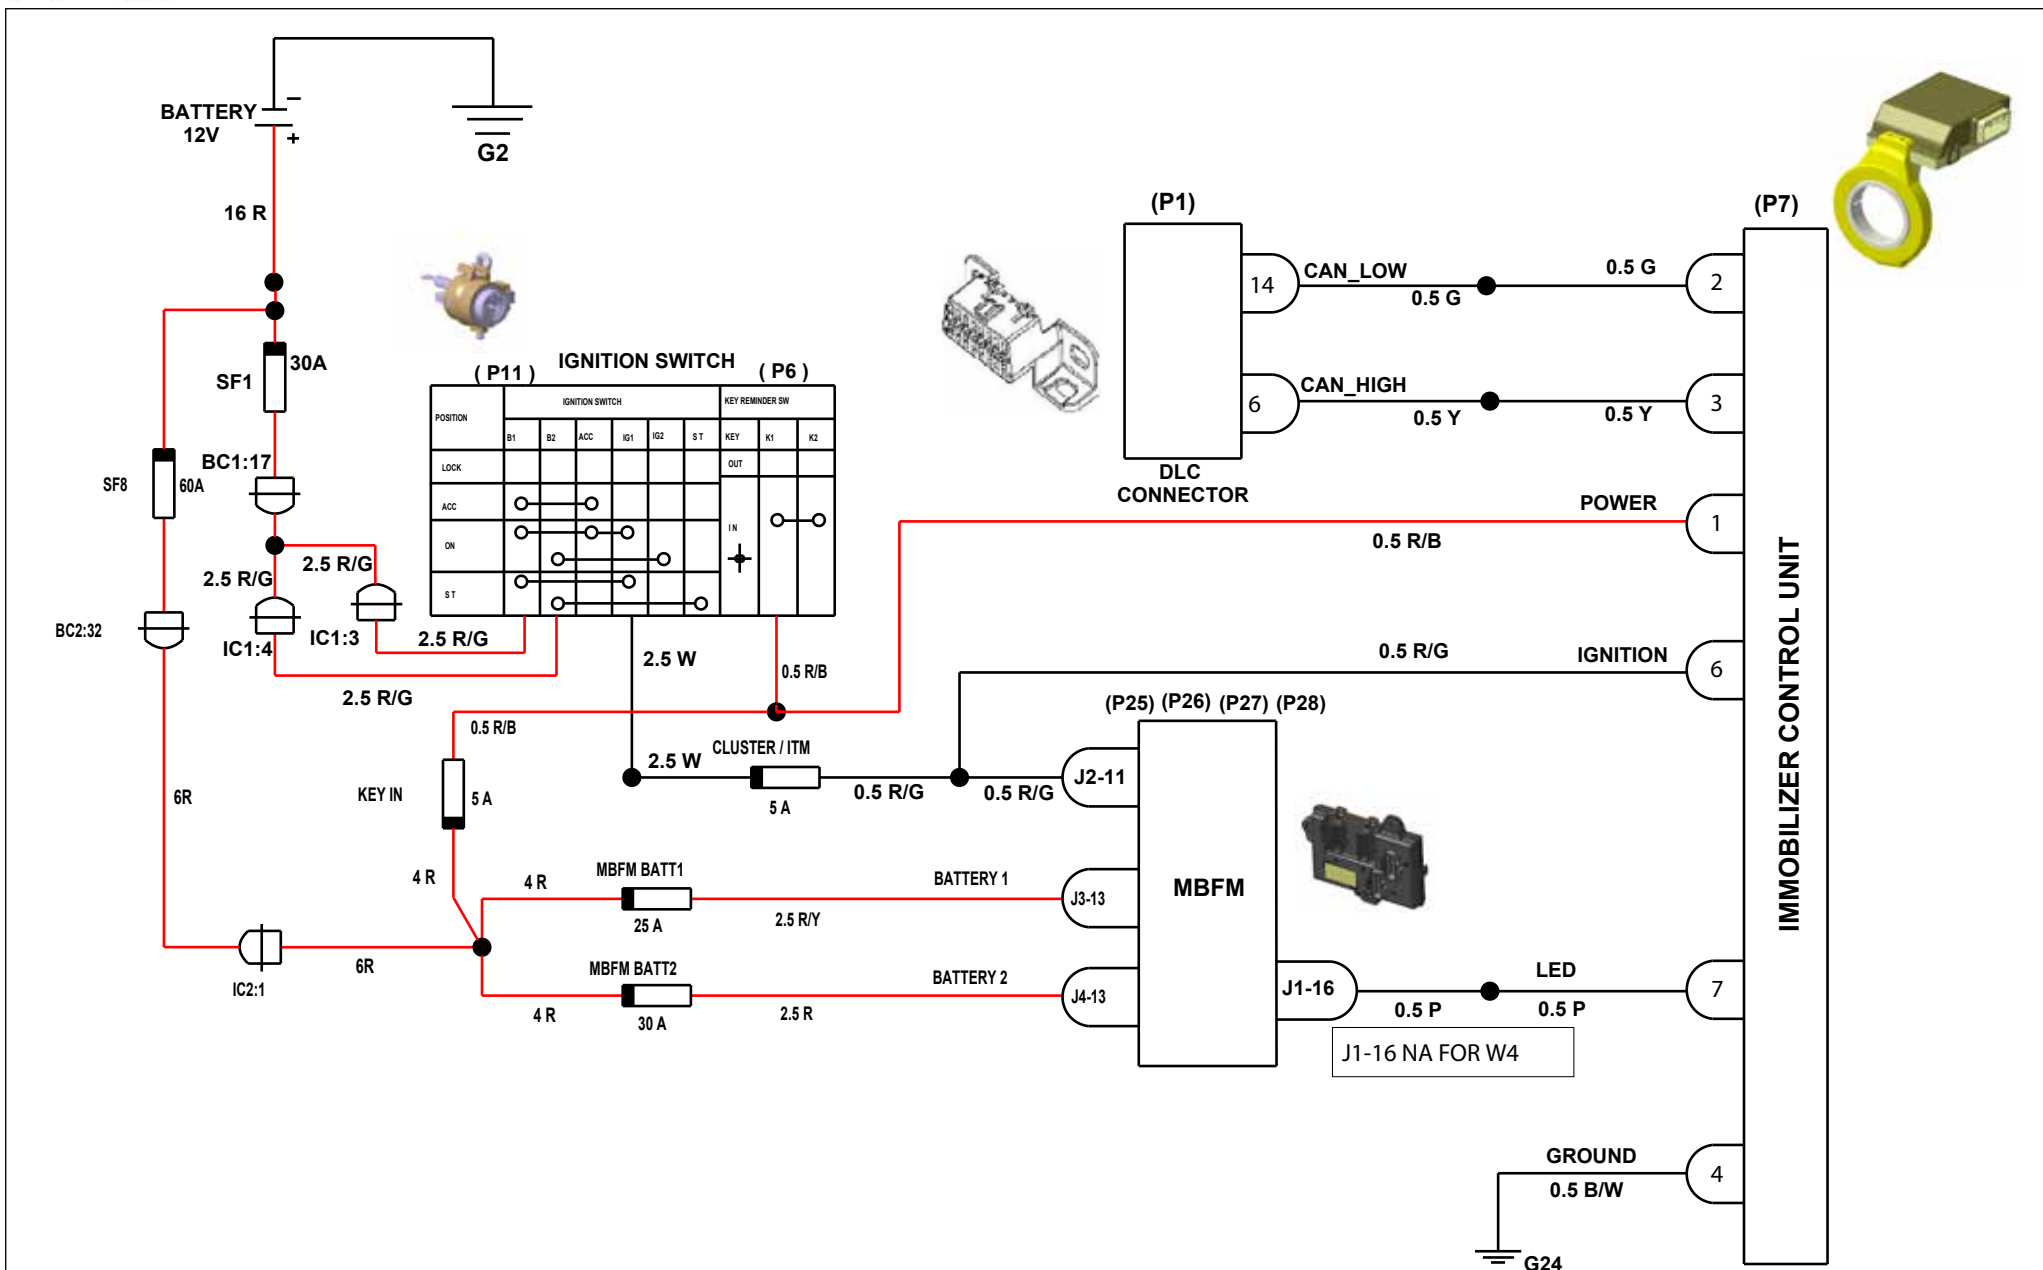 BATTERY
12V
−
+
G2
16 R
30A
SF1
BC1:17
SF8
60A
2.5 R/G
2.5 R/G
BC2:32
IC1:4
IC1:3
2.5 R/G
2.5 R/G
6R
IC2:1
6R
IGNITION SWITCH
( P11 )
( P6 )
POSITION
IGNITION SWITCH
KEY REMINDER SW
B1 B2 ACC IG1 IG2 S T KEY K1 K2
LOCK
OUT
ACC
I N
ON
S T
2.5 W
0.5 R/B
0.5 R/B
KEY IN
5 A
4 R
2.5 W
CLUSTER / ITM
5 A
0.5 R/G
0.5 R/G
4 R
MBFM BATT1
25 A
2.5 R/Y
BATTERY 1
4 R
MBFM BATT2
30 A
2.5 R
BATTERY 2
(P25) (P26) (P27) (P28)
J2-11
J3-13
J4-13
MBFM
J1-16
0.5 P
LED
0.5 P
7
J1-16 NA FOR W4
(P1)
14
CAN_LOW
0.5 G
0.5 G
2
6
CAN_HIGH
0.5 Y
0.5 Y
3
DLC
CONNECTOR
POWER
0.5 R/B
1
0.5 R/G
IGNITION
6
GROUND
0.5 B/W
4
G24
(P7)
IMMOBILIZER CONTROL UNIT